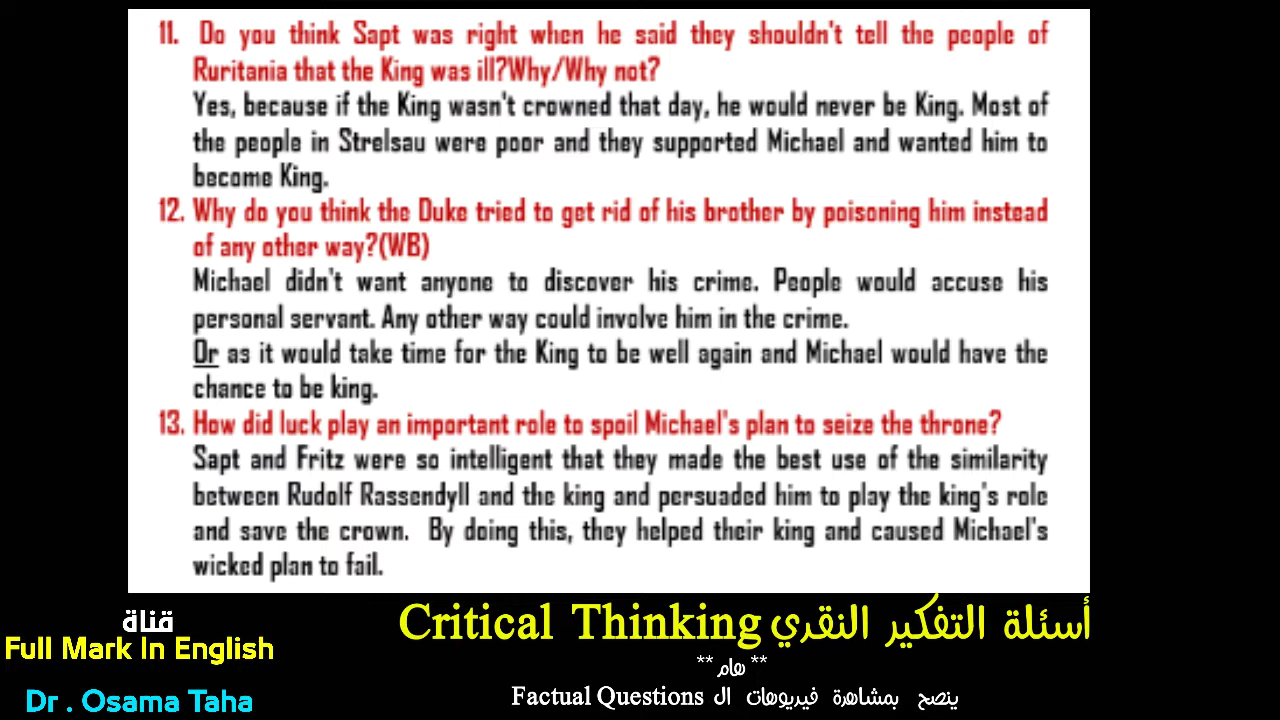 11. Do you think Sapt was right when he said they shouldn't tell the people of
Ruritania that the King was ill?Why/Why not?
Yes, because if the King wasn't crowned that day, he would never be King. Most of
the people in Strelsau were poor and they supported Michael and wanted him to
become King.
12. Why do you think the Duke tried to get rid of his brother by poisoning him instead
of any other way?(WB)
Michael didn't want anyone to discover his crime. People would accuse his
personal servant. Any other way could involve him in the crime.
Or as it would take time for the King to be well again and Michael would have the
chance to be king.
13. How did luck play an important role to spoil Michael's plan to seize the throne?
Sapt and Fritz were so intelligent that they made the best use of the similarity
between Rudolf Rassendyll and the king and persuaded him to play the king's role
and save the crown. By doing this, they helped their king and caused Michael's
wicked plan to fail.
قناة
Full Mark In English
Dr . Osama Taha
أسئلة التفكير النقدي Critical Thinking
** هام **
ينصح بمشاهرة فيديوهات ال Factual Questions